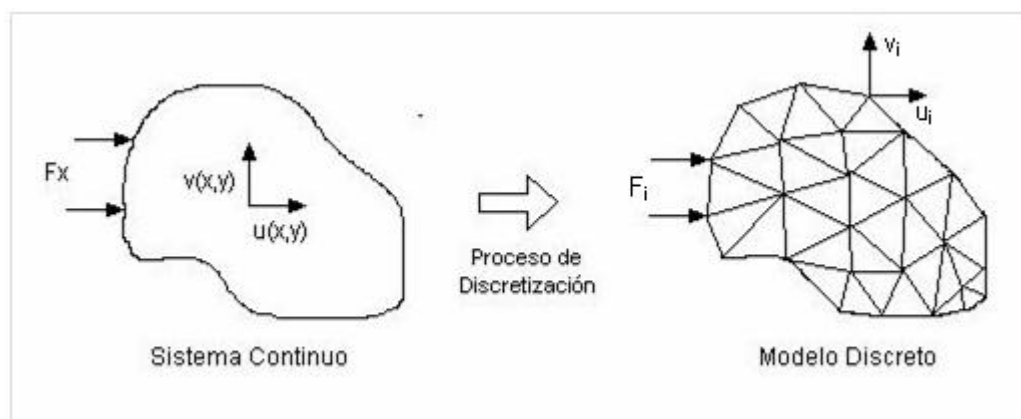 Fx
v(x,y)
u(x,y)
Sistema Continuo
Proceso de
Discretización
vi
ui
Fi
Modelo Discreto